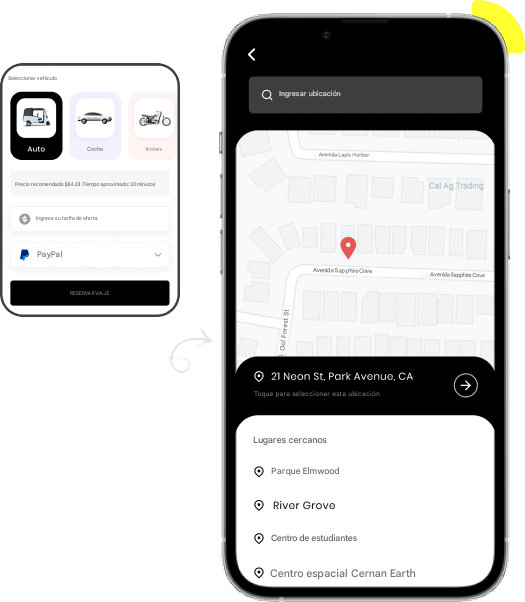 Seleccionar vehículo
Auto
Coche
Bicicleta
Precio recomendado $84.38. Tiempo aproximado: 30 minutos
Ingrese su tarifa de oferta
PayPal
RESERVAR VIAJE
Ingresar ubicación
Avenida Lapis Harbor
Cal Ag Trading
Avenida Sapphire Cove
Avenida Sapphire Cove
Opl Forest St
21 Neon St, Park Avenue, CA
Toque para seleccionar esta ubicación
Lugares cercanos
Parque Elmwood
River Grove
Centro de estudiantes
Centro espacial Cernan Earth